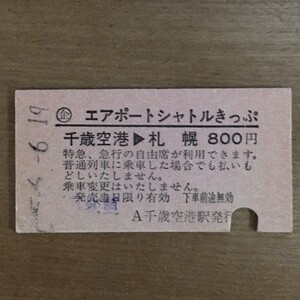 企 エアポートシャトルきっぷ
千歳空港▶札 幌 800円
特急、急行の自由席が利用できます。
普通列車に乗車した場合でも払いも
どしいたしません。
乗車変更はいたしません。
発売当日限り有効 下車前途無効
A千歳空港駅発行
-6.19